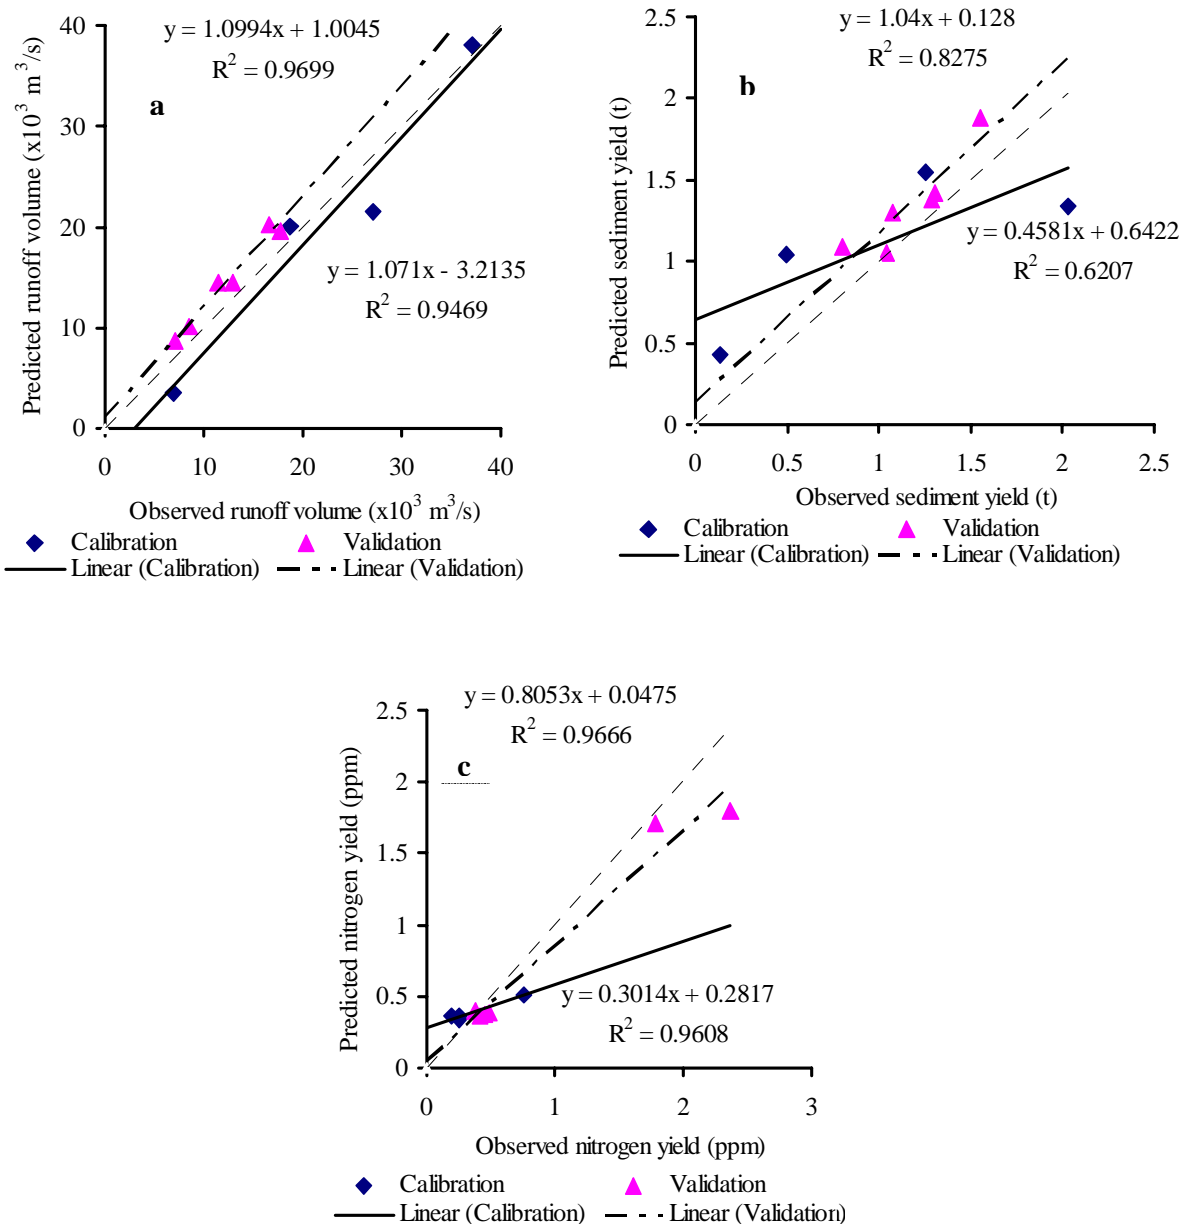 y = 1.0994x + 1.0045
R² = 0.9699
a
Predicted runoff volume (x10³ m³/s)
40
30
20
10
0
y = 1.071x - 3.2135
R² = 0.9469
0 10 20 30 40
Observed runoff volume (x10³ m³/s)
Calibration Validation
Linear (Calibration) Linear (Validation)
y = 1.04x + 0.128
R² = 0.8275
b
Predicted sediment yield (t)
2.5
2
1.5
1
0.5
0
y = 0.4581x + 0.6422
R² = 0.6207
0 0.5 1 1.5 2 2.5
Observed sediment yield (t)
Calibration Validation
Linear (Calibration) Linear (Validation)
y = 0.8053x + 0.0475
R² = 0.9666
c
Predicted nitrogen yield (ppm)
2.5
2
1.5
1
0.5
0
y = 0.3014x + 0.2817
R² = 0.9608
0 1 2 3
Observed nitrogen yield (ppm)
Calibration Validation
Linear (Calibration) Linear (Validation)